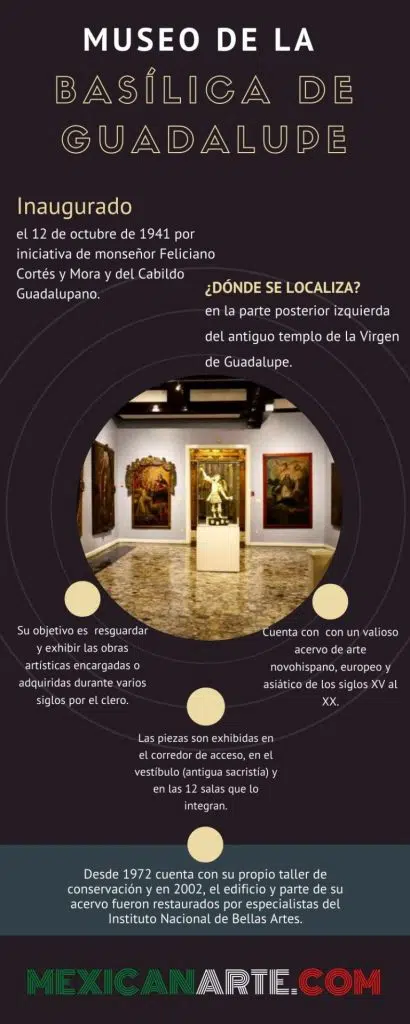 MUSEO DE LA
BASÍLICA DE
GUADALUPE
Inaugurado
el 12 de octubre de 1941 por
iniciativa de monseñor Feliciano
Cortés y Mora y del Cabildo
Guadalupano.
¿DÓNDE SE LOCALIZA?
en la parte posterior izquierda
del antiguo templo de la Virgen
de Guadalupe.
Su objetivo es resguardar
y exhibir las obras
artísticas encargadas o
adquiridas durante varios
siglos por el clero.
Cuenta con con un valioso
acervo de arte
novohispano, europeo y
asiático de los siglos XV al
XX.
Las piezas son exhibidas en
el corredor de acceso, en el
vestíbulo (antigua sacristía) y
en las 12 salas que lo
integran.
Desde 1972 cuenta con su propio taller de
conservación y en 2002, el edificio y parte de su
acervo fueron restaurados por especialistas del
Instituto Nacional de Bellas Artes.
MEXICANARTE.COM